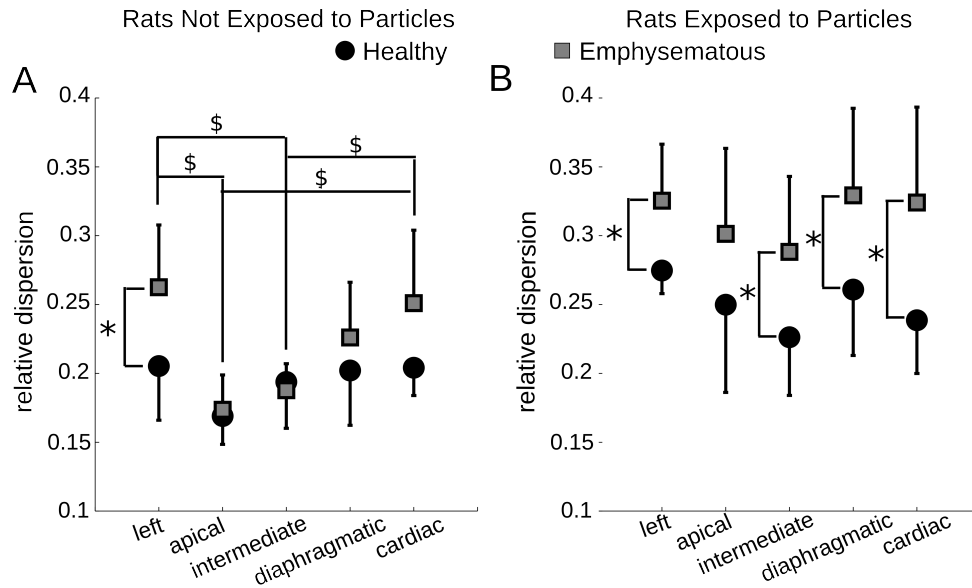 Rats Not Exposed to Particles
Rats Exposed to Particles
Healthy
Emphysematous
A
B
0.4
0.35
0.3
0.25
0.2
0.15
0.1
relative dispersion
$
$
$
$
*
left
apical
intermediate
diaphragmatic
cardiac
0.4
0.35
0.3
0.25
0.2
0.15
0.1
relative dispersion
*
*
*
*
left
apical
intermediate
diaphragmatic
cardiac